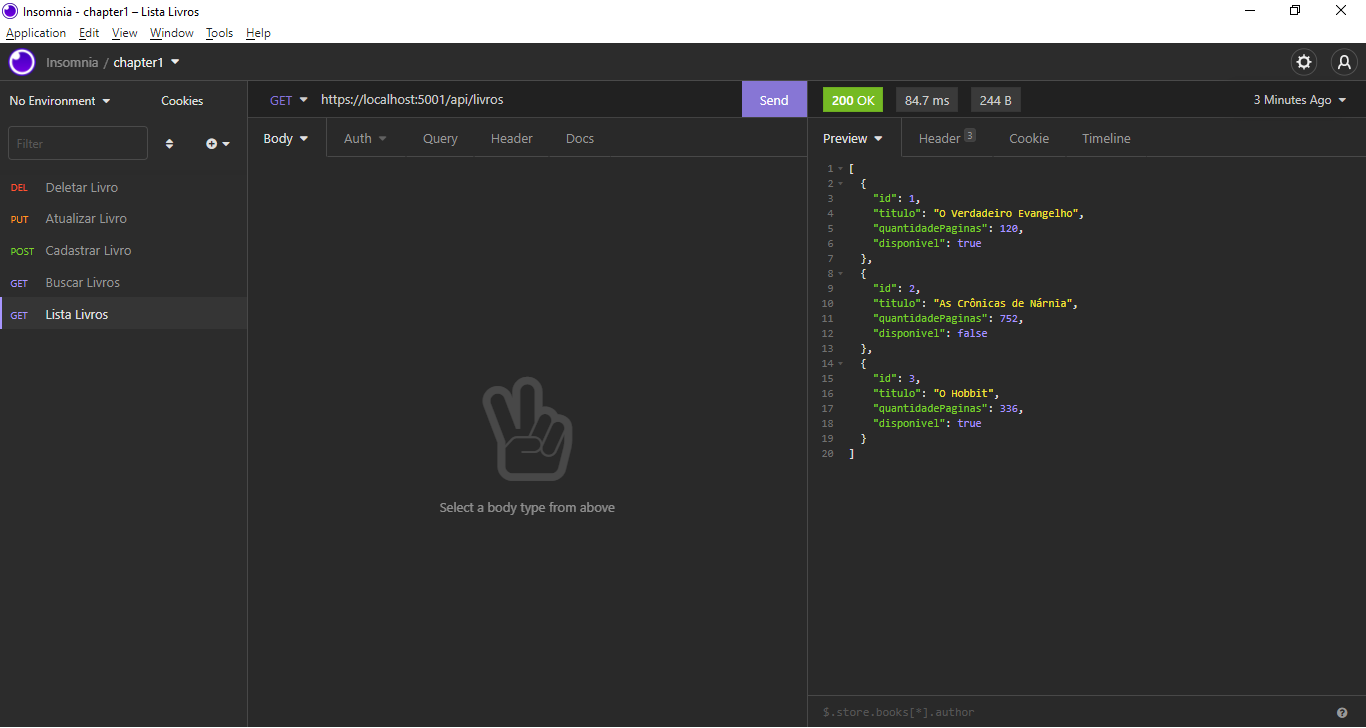 Insomnia - chapter1 – Lista Livros
Application Edit View Window Tools Help
Insomnia / chapter1
No Environment Cookies
Filter
DEL Deletar Livro
PUT Atualizar Livro
POST Cadastrar Livro
GET Buscar Livros
GET Lista Livros
GET https://localhost:5001/api/livros Send
Body Auth Query Header Docs
Select a body type from above
200 OK 84.7 ms 244 B 3 Minutes Ago
Preview Header 3 Cookie Timeline
1 [
2 {
3 "id": 1,
4 "titulo": "O Verdadeiro Evangelho",
5 "quantidadePaginas": 120,
6 "disponivel": true
7 },
8 {
9 "id": 2,
10 "titulo": "As Crônicas de Nárnia",
11 "quantidadePaginas": 752,
12 "disponivel": false
13 },
14 {
15 "id": 3,
16 "titulo": "O Hobbit",
17 "quantidadePaginas": 336,
18 "disponivel": true
19 }
20 ]
$.store.books[*].author